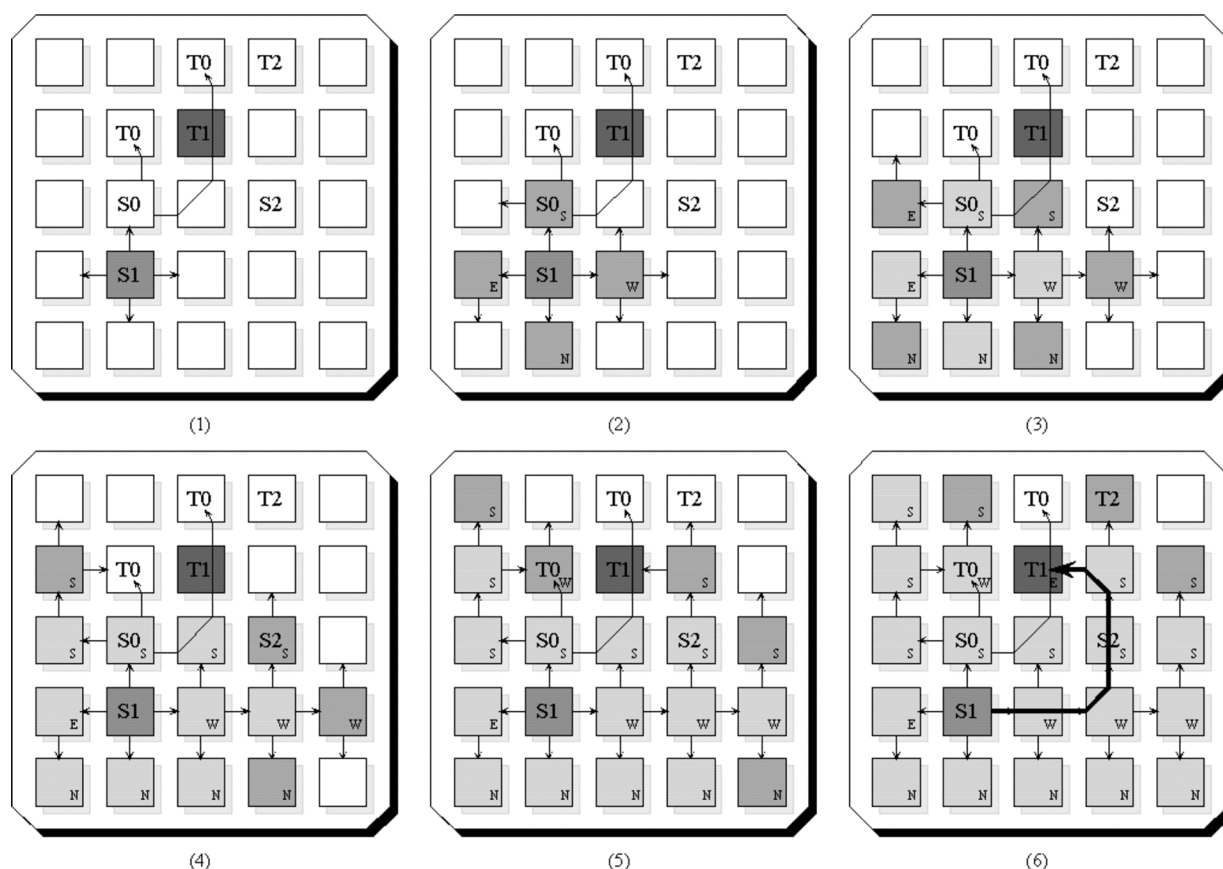 T0 T2
T0 T1
S0 S2
S1
(1)
T0 T2
T0 T1
S0 S S2
E S1 W
N
(2)
T0 T2
T0 T1
E S0 S S S2
E S1 W W
N N N
(3)
T0 T2
S T0 T1
S S0 S S S2 S
E S1 W W W
N N N N
(4)
S T0 T2
S T0 W T1 S
S S0 S S S2 S S
E S1 W W W
N N N N N
(5)
S S T0 T2
S T0 W T1 E S S
S S0 S S S2 S S
E S1 W W W
N N N N N
(6)